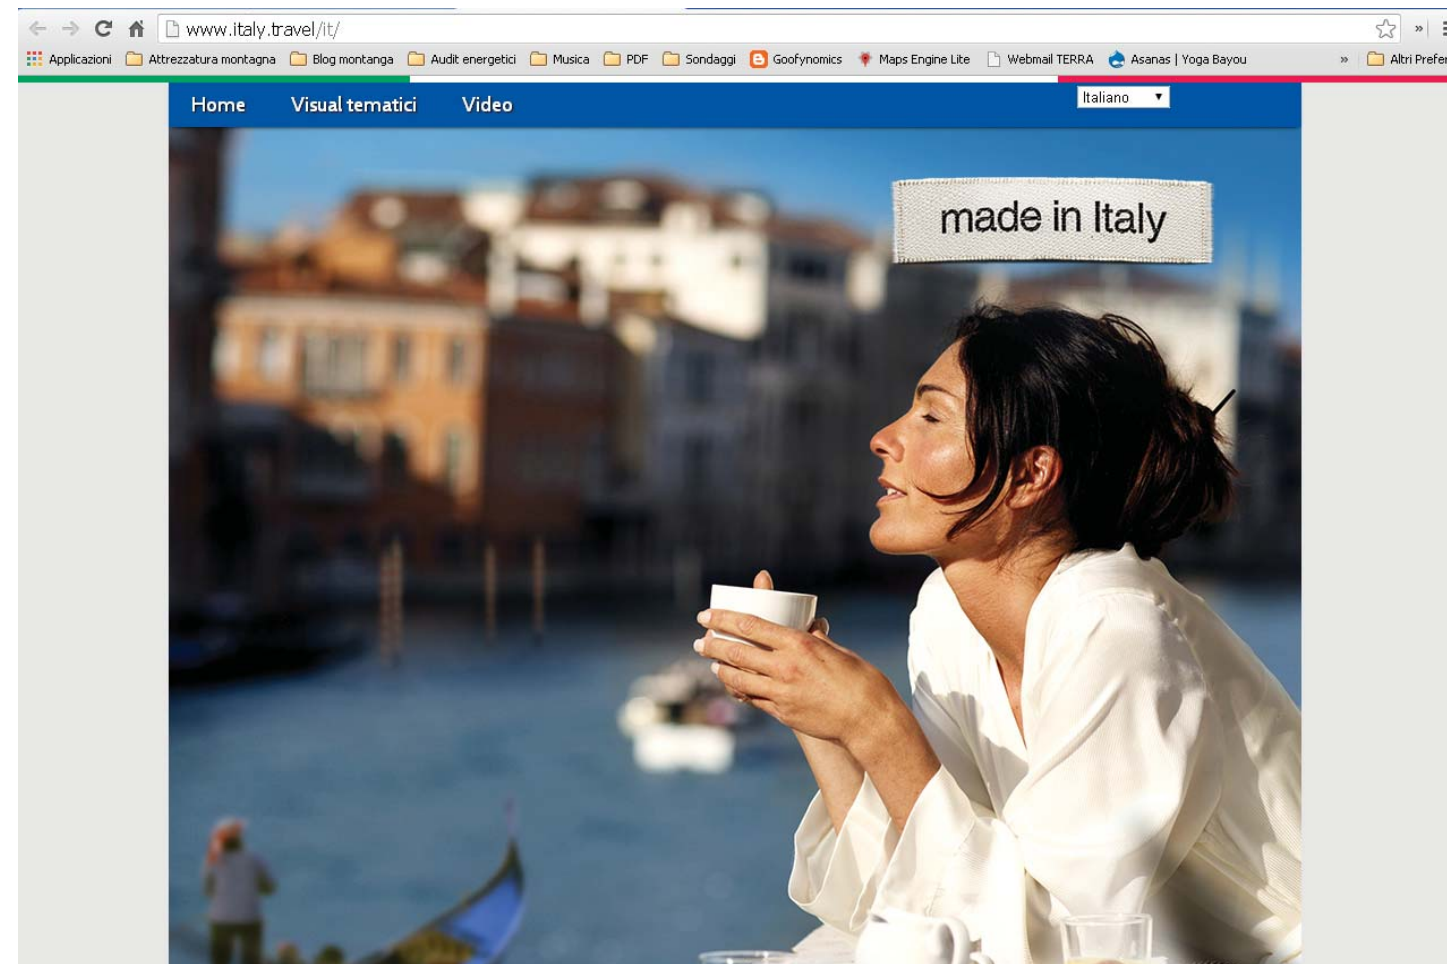 www.italy.travel/it/
»
Applicazioni Attrezzatura montagna Blog montanga Audit energetici Musica PDF Sondaggi Goofynomics Maps Engine Lite Webmail TERRA Asanas | Yoga Bayou » Altri Prefer
Home Visual tematici Video Italiano
made in Italy